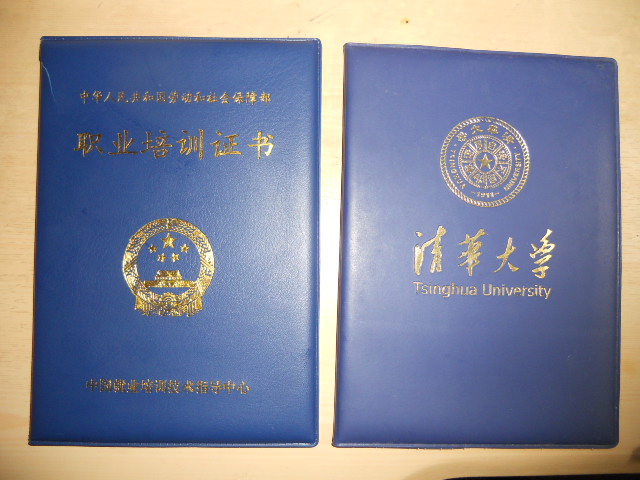 中华人民共和国劳动和社会保障部
职业培训证书
中国就业培训技术指导中心
清華大学
Tsinghua University